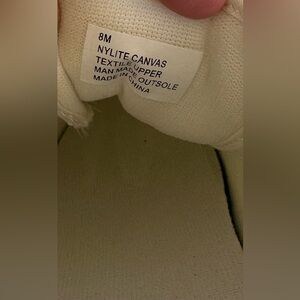 8M
NYLITE CANVAS
TEXTILE UPPER
MAN MADE OUTSOLE
MADE IN CHINA